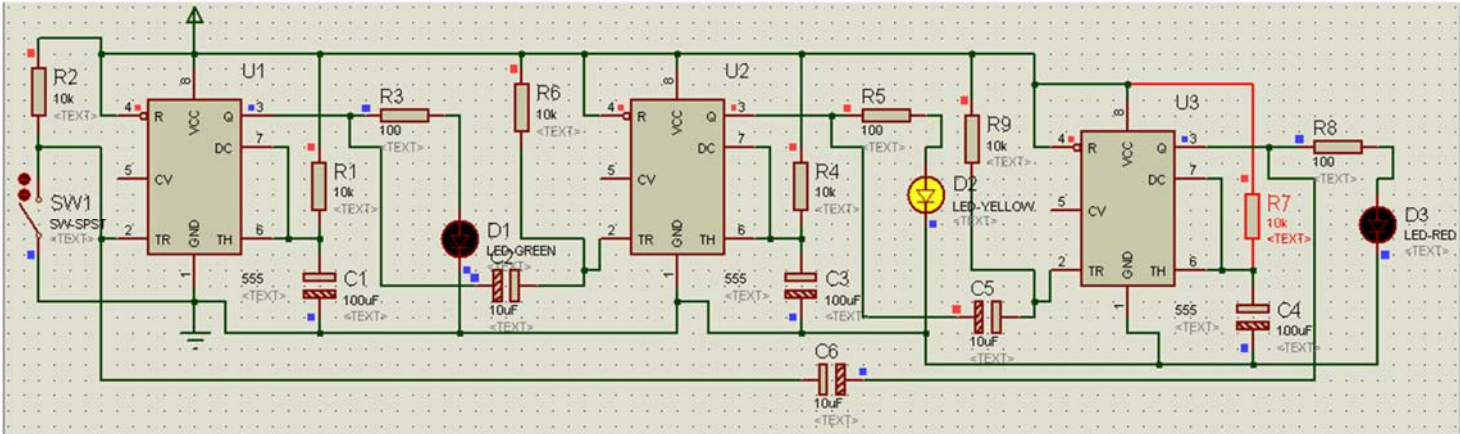 R2
10k
<TEXT>
SW1
SW-SPST
<TEXT>
U1
8
VCC
4
R
Q
3
DC
7
5
CV
2
TR
GND
TH
6
1
555
<TEXT>
R1
10k
<TEXT>
C1
100uF
<TEXT>
R3
100
<TEXT>
D1
LED-GREEN
<TEXT>
C2
10uF
<TEXT>
R6
10k
<TEXT>
U2
8
VCC
4
R
Q
3
DC
7
5
CV
2
TR
GND
TH
6
1
555
<TEXT>
R4
10k
<TEXT>
C3
100uF
<TEXT>
R5
100
<TEXT>
D2
LED-YELLOW
<TEXT>
R9
10k
<TEXT>
C5
10uF
<TEXT>
U3
8
VCC
4
R
Q
3
DC
7
5
CV
2
TR
GND
TH
6
1
555
<TEXT>
R7
10k
<TEXT>
C4
100uF
<TEXT>
R8
100
<TEXT>
D3
LED-RED
<TEXT>
C6
10uF
<TEXT>